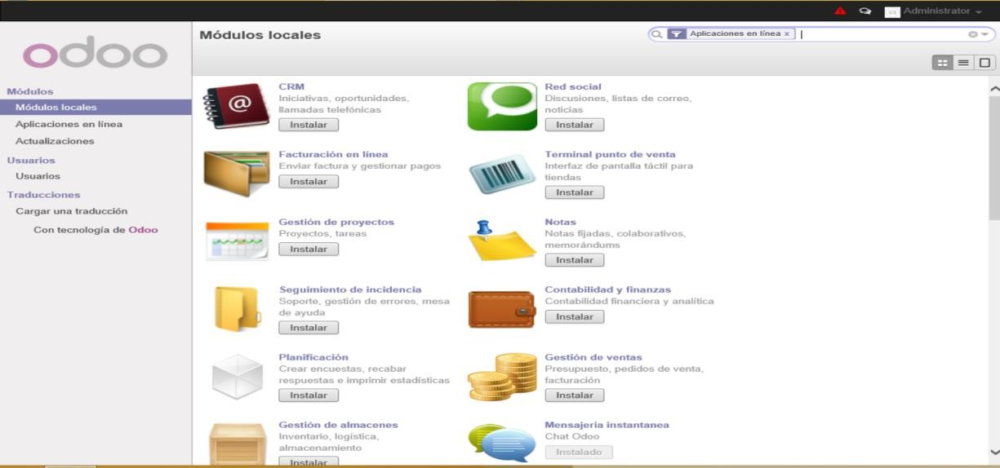 Administrator
odoo
Módulos
Módulos locales
Aplicaciones en línea
Actualizaciones
Usuarios
Usuarios
Traducciones
Cargar una traducción
Con tecnología de Odoo
Módulos locales
Aplicaciones en línea x
CRM
Iniciativas, oportunidades,
llamadas telefónicas
Instalar
Red social
Discusiones, listas de correo,
noticias
Instalar
Facturación en línea
Enviar factura y gestionar pagos
Instalar
Terminal punto de venta
Interfaz de pantalla táctil para
tiendas
Instalar
Gestión de proyectos
Proyectos, tareas
Instalar
Notas
Notas fijadas, colaborativos,
memorándums
Instalar
Seguimiento de incidencia
Soporte, gestión de errores, mesa
de ayuda
Instalar
Contabilidad y finanzas
Contabilidad financiera y analítica
Instalar
Planificación
Crear encuestas, recabar
respuestas e imprimir estadísticas
Instalar
Gestión de ventas
Presupuesto, pedidos de venta,
facturación
Instalar
Gestión de almacenes
Inventario, logística,
almacenamiento
Instalar
Mensajeria instantanea
Chat Odoo
Instalado